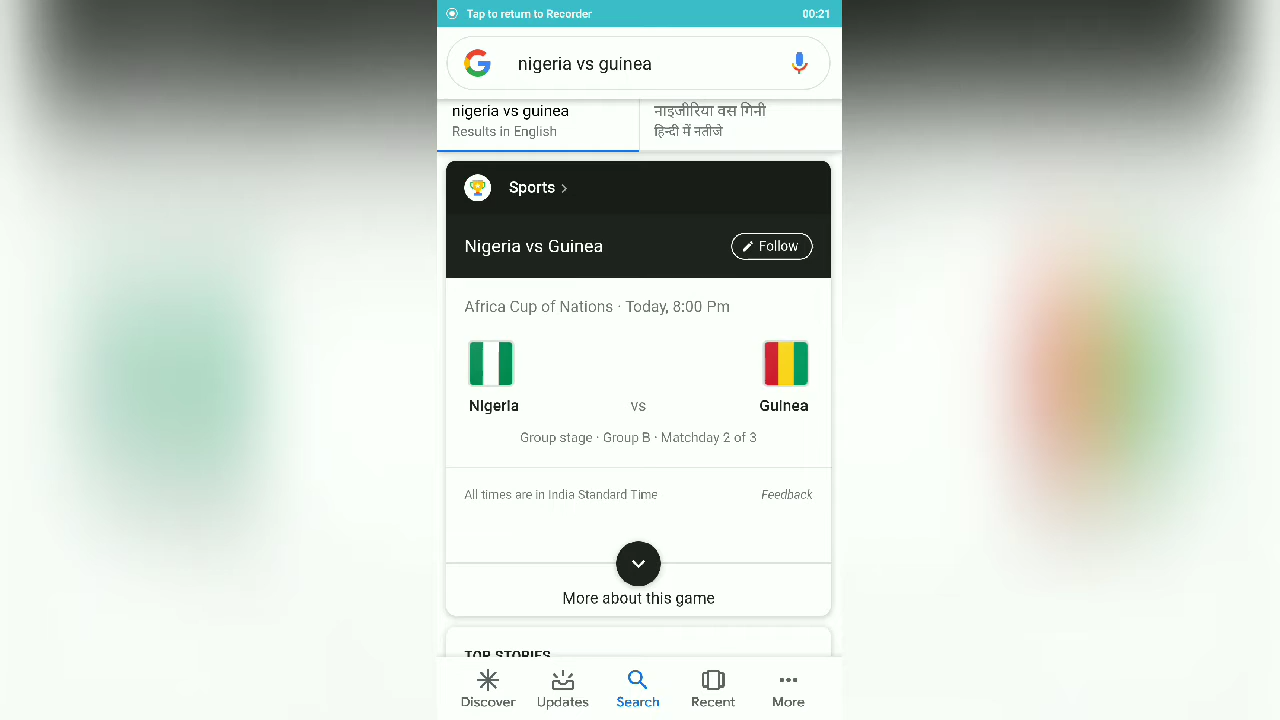 Tap to return to Recorder 00:21
nigeria vs guinea
nigeria vs guinea
Results in English
नाइजीरिया वस गिनी
हिन्दी में नतीजे
Sports
Nigeria vs Guinea
Follow
Africa Cup of Nations · Today, 8:00 Pm
Nigeria vs Guinea
Group stage · Group B · Matchday 2 of 3
All times are in India Standard Time Feedback
More about this game
TOP STORIES
Discover Updates Search Recent More